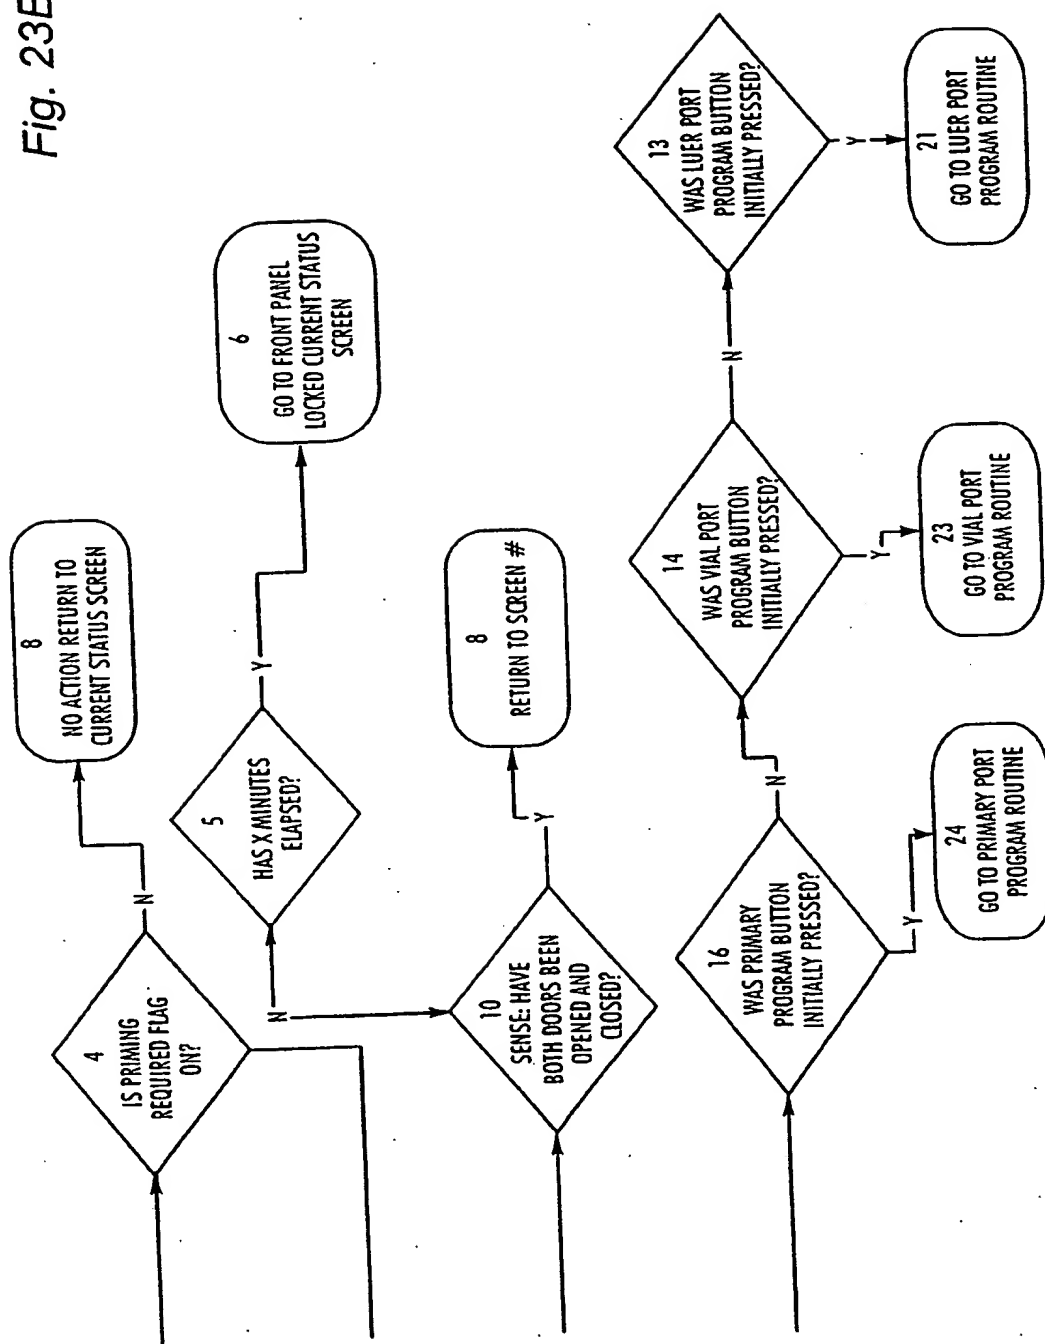 Fig. 23B
4
IS PRIMING
REQUIRED FLAG
ON?
N
8
NO ACTION RETURN TO
CURRENT STATUS SCREEN
5
HAS X MINUTES
ELAPSED?
Y
N
6
GO TO FRONT PANEL
LOCKED CURRENT STATUS
SCREEN
10
SENSE: HAVE
BOTH DOORS BEEN
OPENED AND
CLOSED?
Y
8
RETURN TO SCREEN #
16
WAS PRIMARY
PROGRAM BUTTON
INITIALLY PRESSED?
N
Y
24
GO TO PRIMARY PORT
PROGRAM ROUTINE
14
WAS VIAL PORT
PROGRAM BUTTON
INITIALLY PRESSED?
N
Y
23
GO TO VIAL PORT
PROGRAM ROUTINE
13
WAS LUER PORT
PROGRAM BUTTON
INITIALLY PRESSED?
Y
21
GO TO LUER PORT
PROGRAM ROUTINE